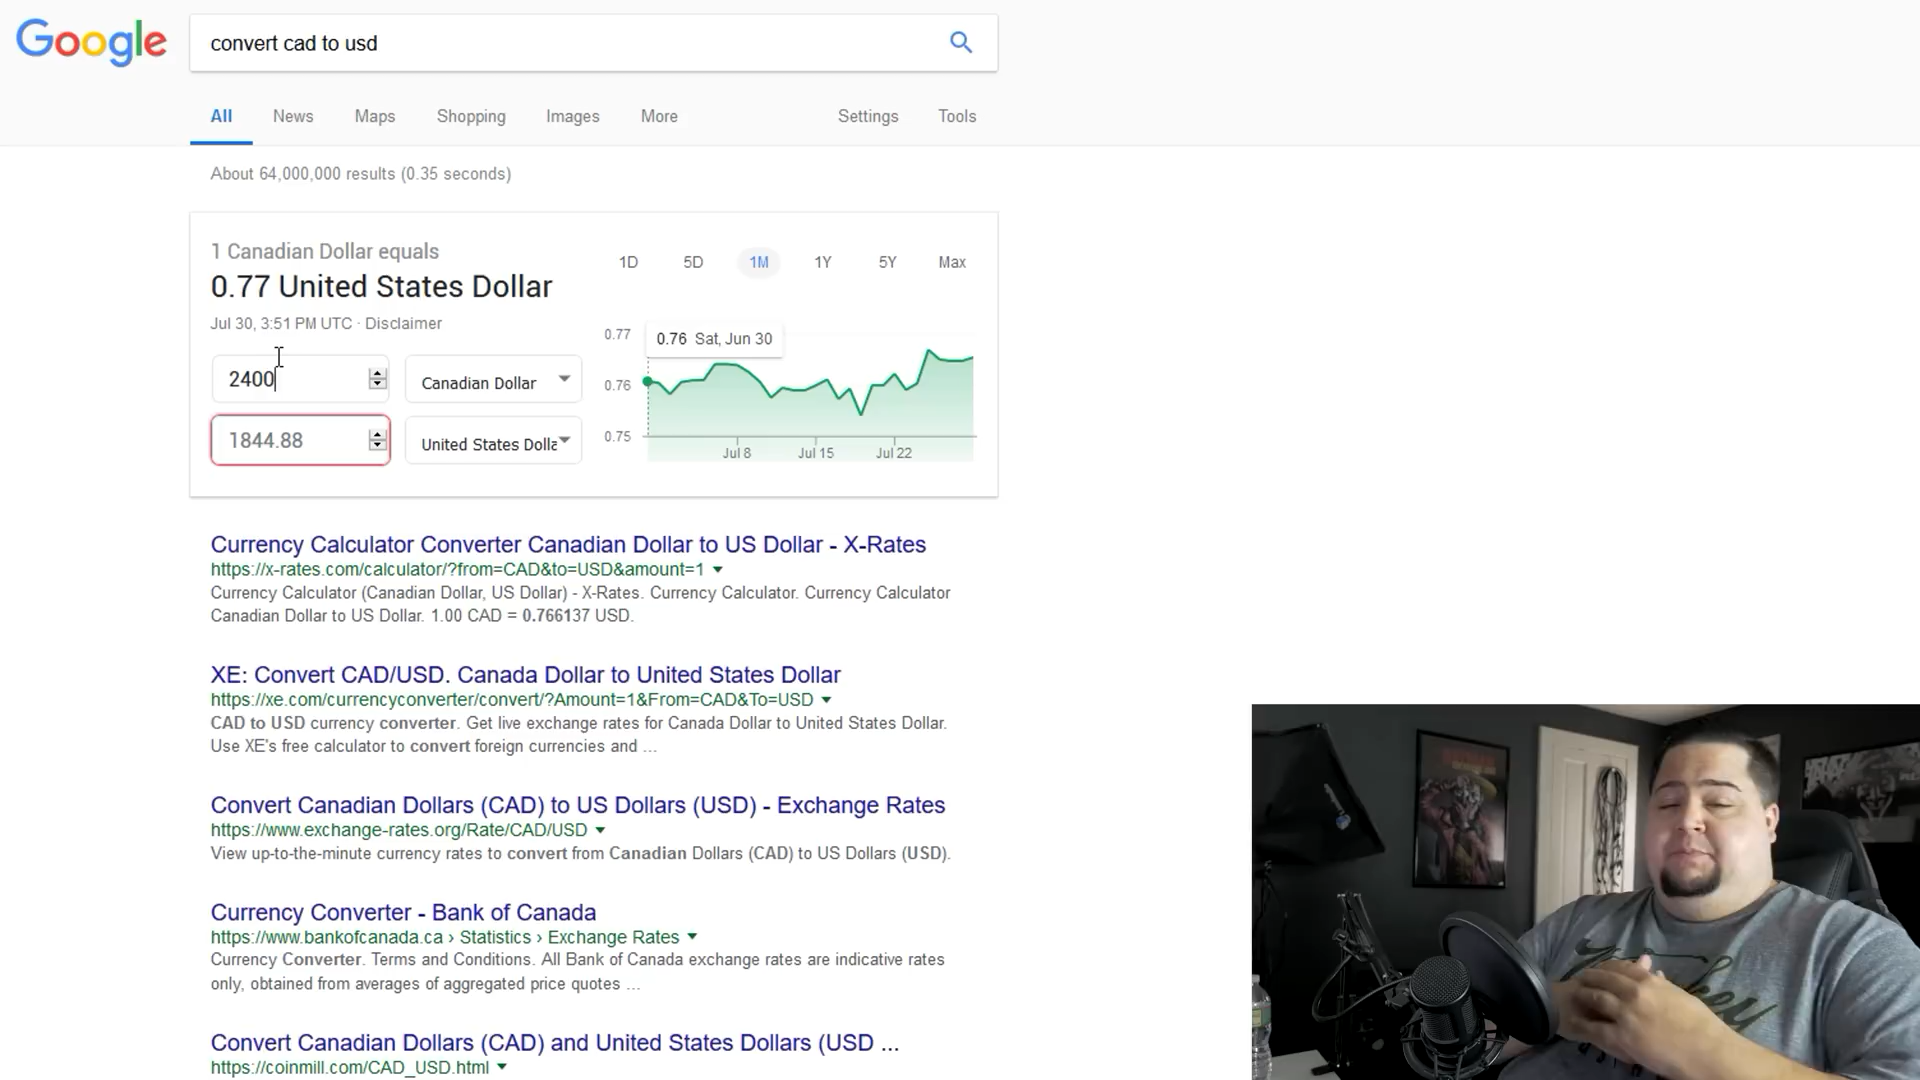 Google
convert cad to usd
All News Maps Shopping Images More Settings Tools
About 64,000,000 results (0.35 seconds)
1 Canadian Dollar equals
0.77 United States Dollar
Jul 30, 3:51 PM UTC · Disclaimer
2400 Canadian Dollar
1844.88 United States Dolla
1D 5D 1M 1Y 5Y Max
0.77
0.76 Sat, Jun 30
0.76
0.75
Jul 8 Jul 15 Jul 22
Currency Calculator Converter Canadian Dollar to US Dollar - X-Rates
https://x-rates.com/calculator/?from=CAD&to=USD&amount=1
Currency Calculator (Canadian Dollar, US Dollar) - X-Rates. Currency Calculator. Currency Calculator
Canadian Dollar to US Dollar. 1.00 CAD = 0.766137 USD.
XE: Convert CAD/USD. Canada Dollar to United States Dollar
https://xe.com/currencyconverter/convert/?Amount=1&From=CAD&To=USD
CAD to USD currency converter. Get live exchange rates for Canada Dollar to United States Dollar.
Use XE's free calculator to convert foreign currencies and ...
Convert Canadian Dollars (CAD) to US Dollars (USD) - Exchange Rates
https://www.exchange-rates.org/Rate/CAD/USD
View up-to-the-minute currency rates to convert from Canadian Dollars (CAD) to US Dollars (USD).
Currency Converter - Bank of Canada
https://www.bankofcanada.ca › Statistics › Exchange Rates
Currency Converter. Terms and Conditions. All Bank of Canada exchange rates are indicative rates
only, obtained from averages of aggregated price quotes ...
Convert Canadian Dollars (CAD) and United States Dollars (USD ...
https://coinmill.com/CAD_USD.html